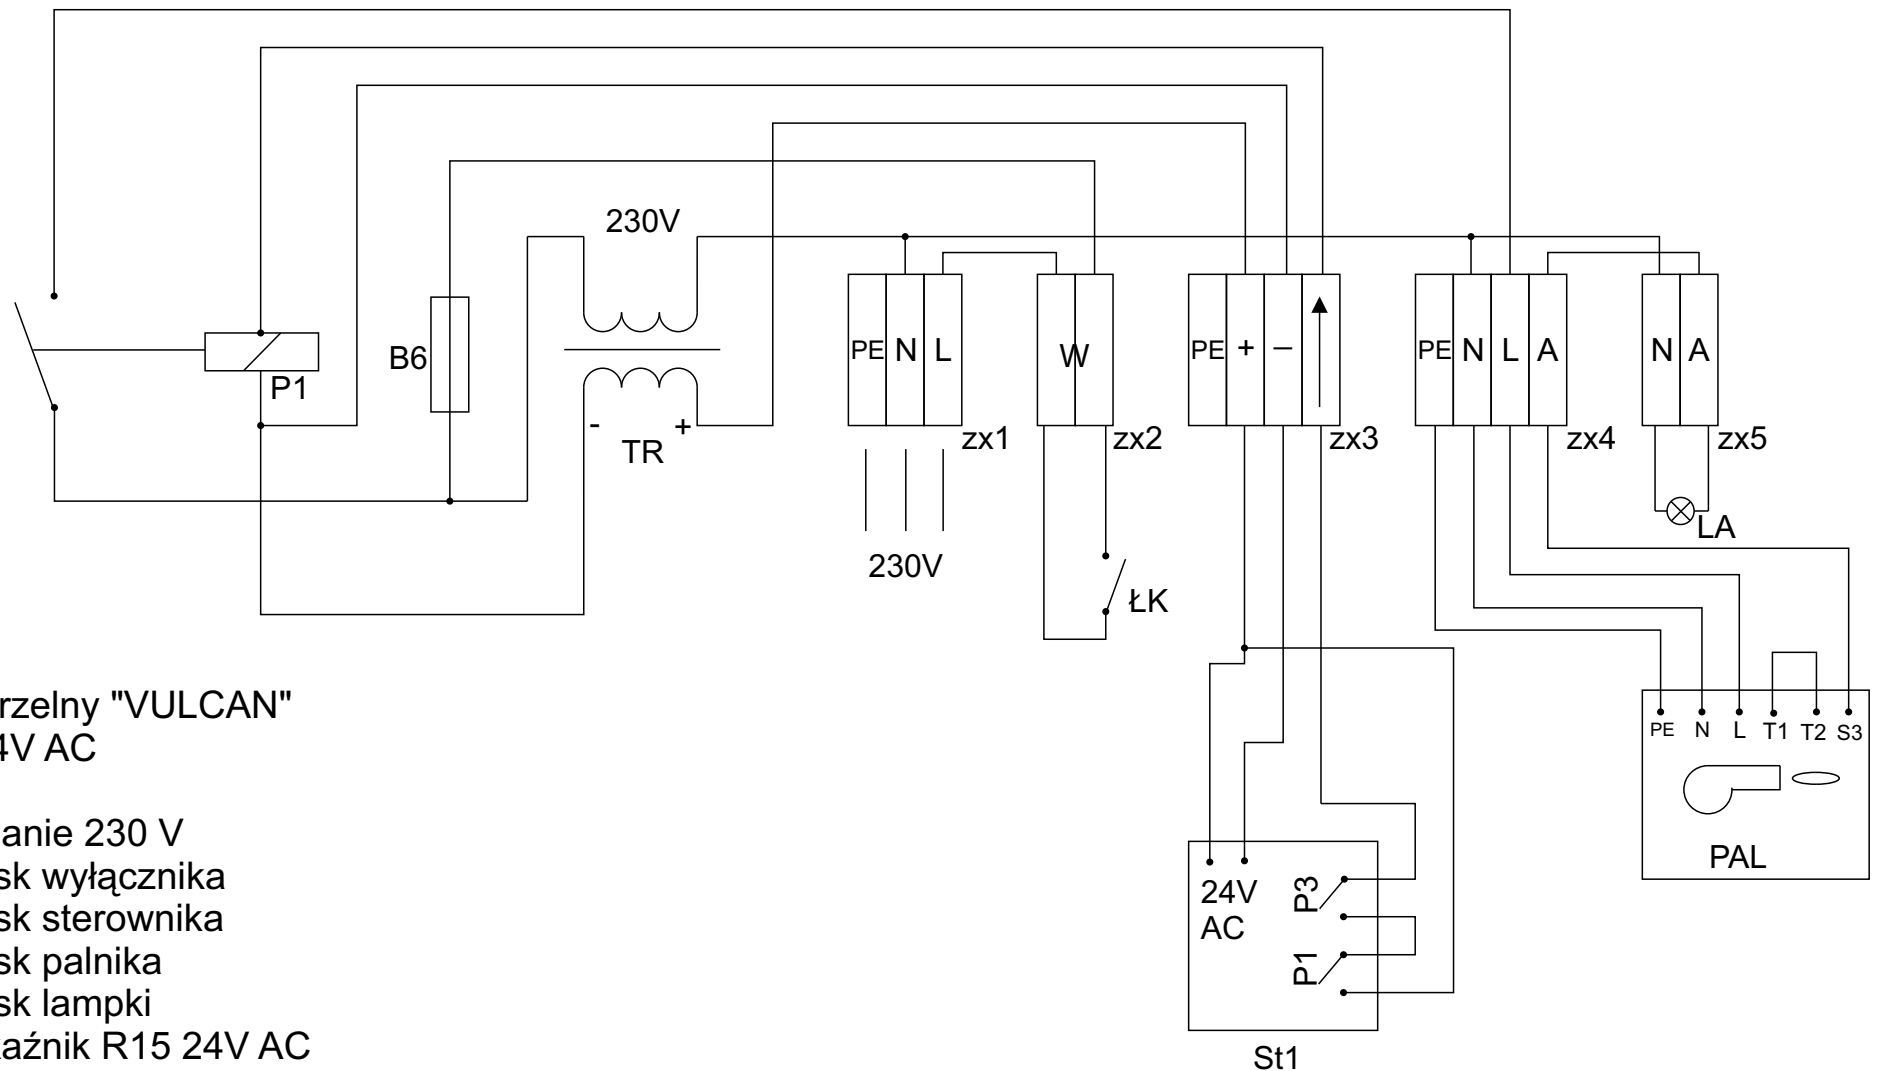 230V
B6
P1
- +
TR
PE N L
zx1
230V
W
zx2
ŁK
PE + –
zx3
PE N L A
zx4
N A
zx5
LA
PE N L T1 T2 S3
PAL
24V
AC
P3
P1
St1
rzelny "VULCAN"
4V AC
anie 230 V
sk wyłącznika
sk sterownika
sk palnika
sk lampki
kaźnik R15 24V AC